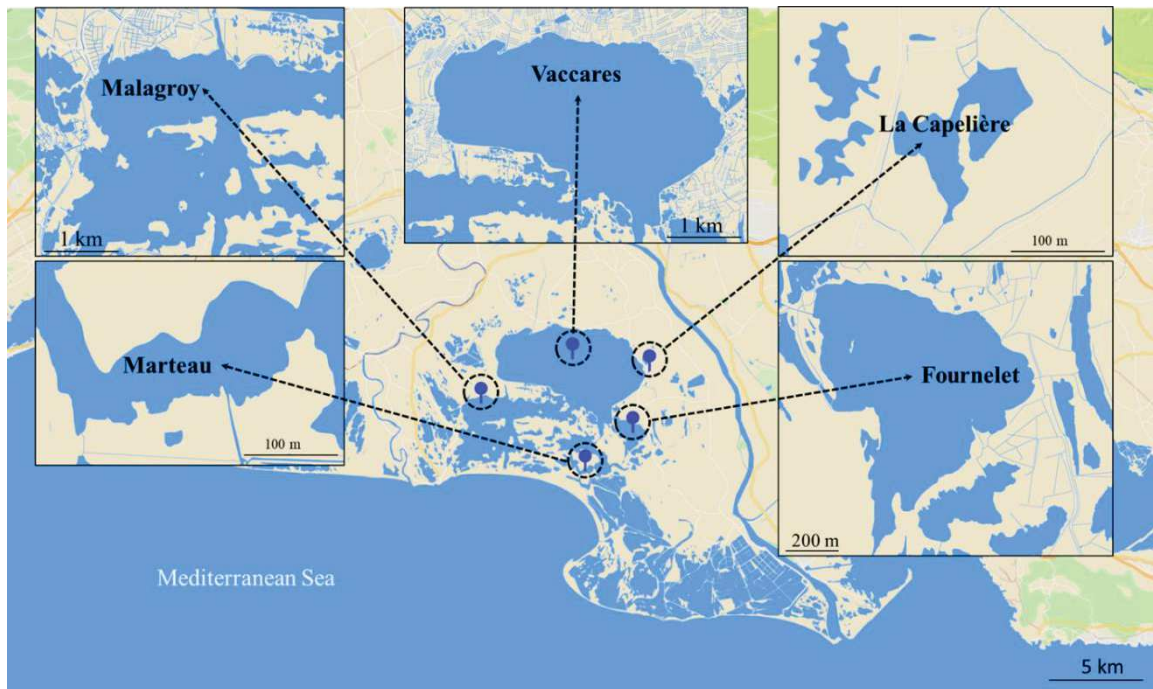 Malagroy
1 km
Vaccares
1 km
La Capelière
100 m
Marteau
100 m
Fournelet
200 m
Mediterranean Sea
5 km